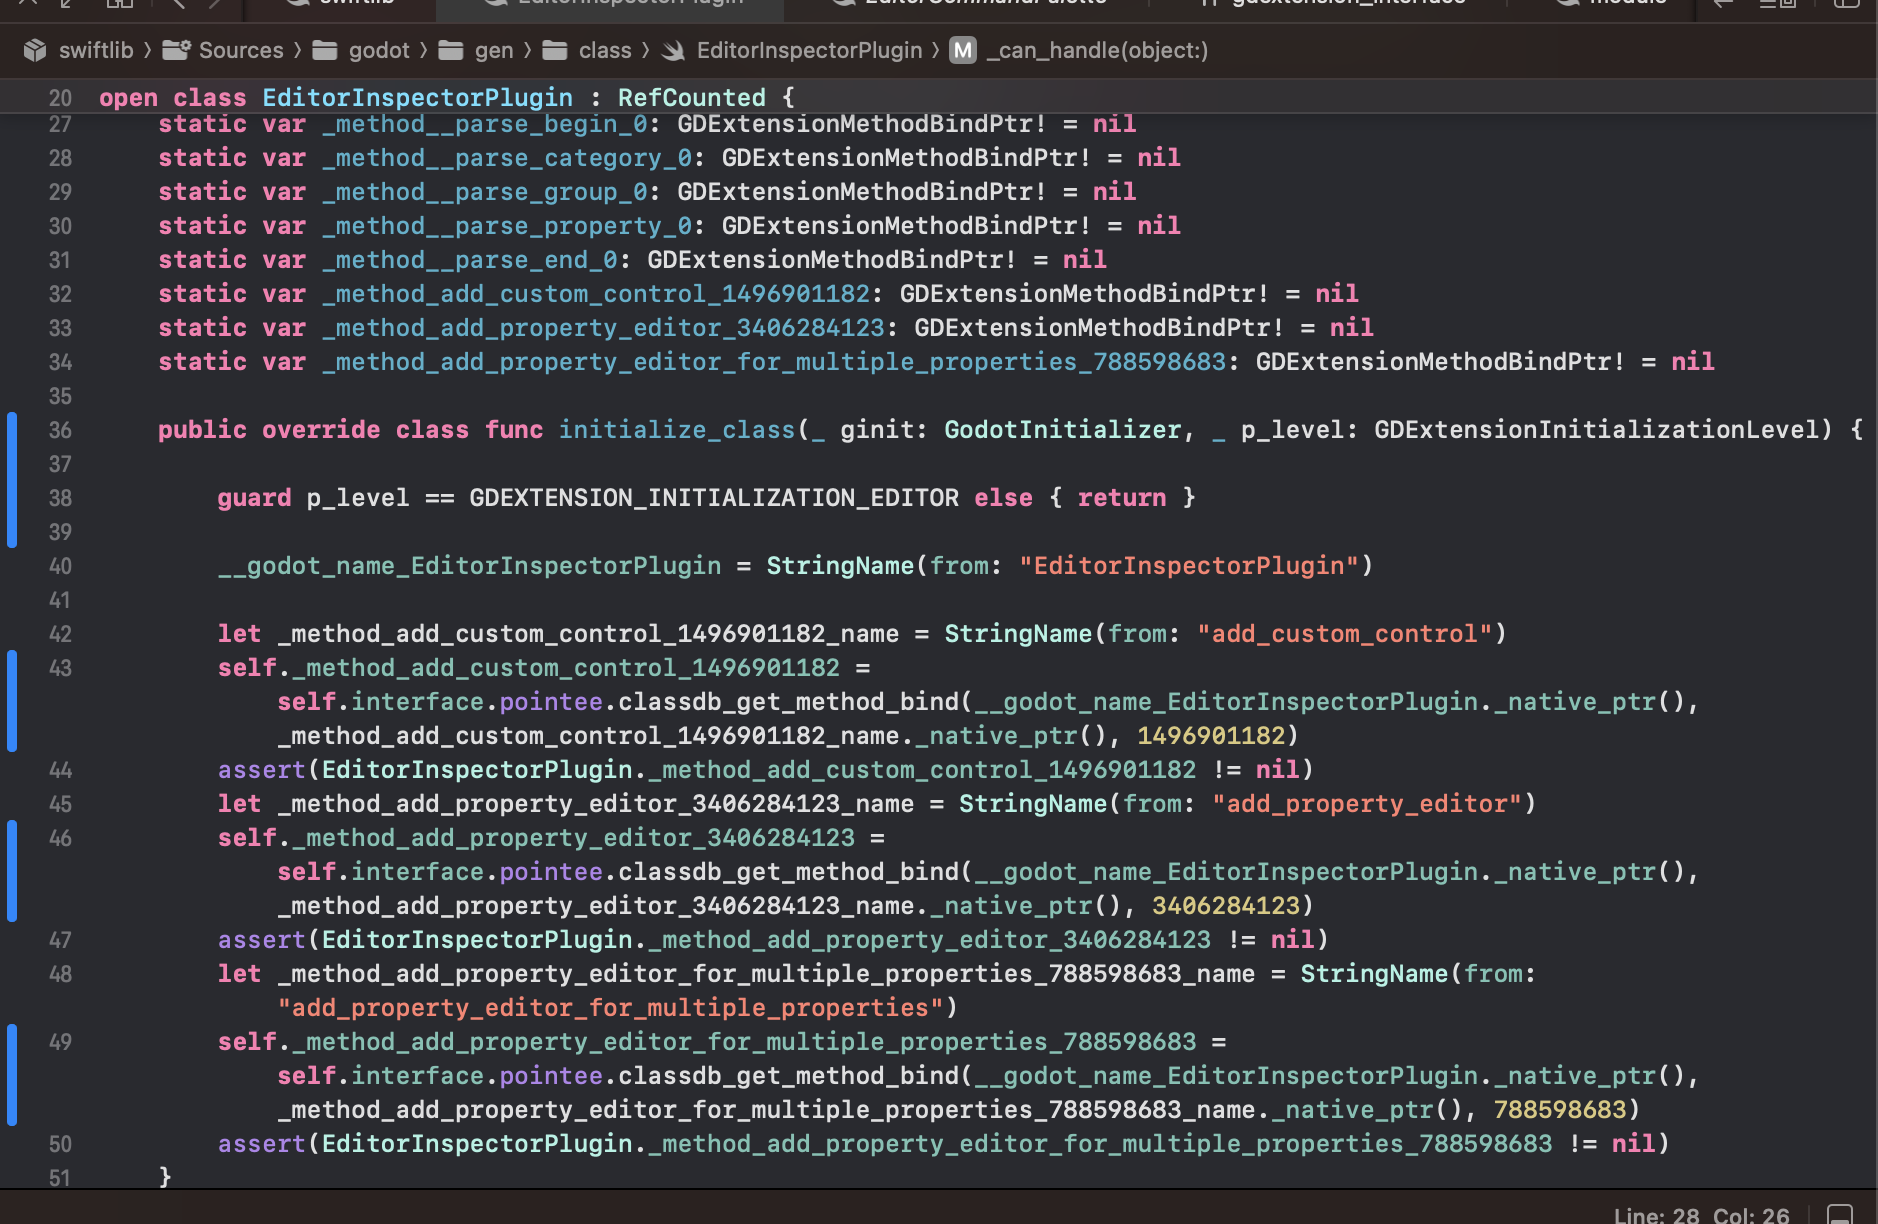 swiftlib
EditorInspectorPlugin
EditorCommandPalette
gdextension_interface
module
swiftlib > Sources > godot > gen > class > EditorInspectorPlugin > M _can_handle(object:)
20 open class EditorInspectorPlugin : RefCounted {
27 static var _method__parse_begin_0: GDExtensionMethodBindPtr! = nil
28 static var _method__parse_category_0: GDExtensionMethodBindPtr! = nil
29 static var _method__parse_group_0: GDExtensionMethodBindPtr! = nil
30 static var _method__parse_property_0: GDExtensionMethodBindPtr! = nil
31 static var _method__parse_end_0: GDExtensionMethodBindPtr! = nil
32 static var _method_add_custom_control_1496901182: GDExtensionMethodBindPtr! = nil
33 static var _method_add_property_editor_3406284123: GDExtensionMethodBindPtr! = nil
34 static var _method_add_property_editor_for_multiple_properties_788598683: GDExtensionMethodBindPtr! = nil
35
36 public override class func initialize_class(_ ginit: GodotInitializer, _ p_level: GDExtensionInitializationLevel) {
37
38 guard p_level == GDEXTENSION_INITIALIZATION_EDITOR else { return }
39
40 __godot_name_EditorInspectorPlugin = StringName(from: "EditorInspectorPlugin")
41
42 let _method_add_custom_control_1496901182_name = StringName(from: "add_custom_control")
43 self._method_add_custom_control_1496901182 =
self.interface.pointee.classdb_get_method_bind(__godot_name_EditorInspectorPlugin._native_ptr(),
_method_add_custom_control_1496901182_name._native_ptr(), 1496901182)
44 assert(EditorInspectorPlugin._method_add_custom_control_1496901182 != nil)
45 let _method_add_property_editor_3406284123_name = StringName(from: "add_property_editor")
46 self._method_add_property_editor_3406284123 =
self.interface.pointee.classdb_get_method_bind(__godot_name_EditorInspectorPlugin._native_ptr(),
_method_add_property_editor_3406284123_name._native_ptr(), 3406284123)
47 assert(EditorInspectorPlugin._method_add_property_editor_3406284123 != nil)
48 let _method_add_property_editor_for_multiple_properties_788598683_name = StringName(from:
"add_property_editor_for_multiple_properties")
49 self._method_add_property_editor_for_multiple_properties_788598683 =
self.interface.pointee.classdb_get_method_bind(__godot_name_EditorInspectorPlugin._native_ptr(),
_method_add_property_editor_for_multiple_properties_788598683_name._native_ptr(), 788598683)
50 assert(EditorInspectorPlugin._method_add_property_editor_for_multiple_properties_788598683 != nil)
51 }
Line: 28 Col: 26